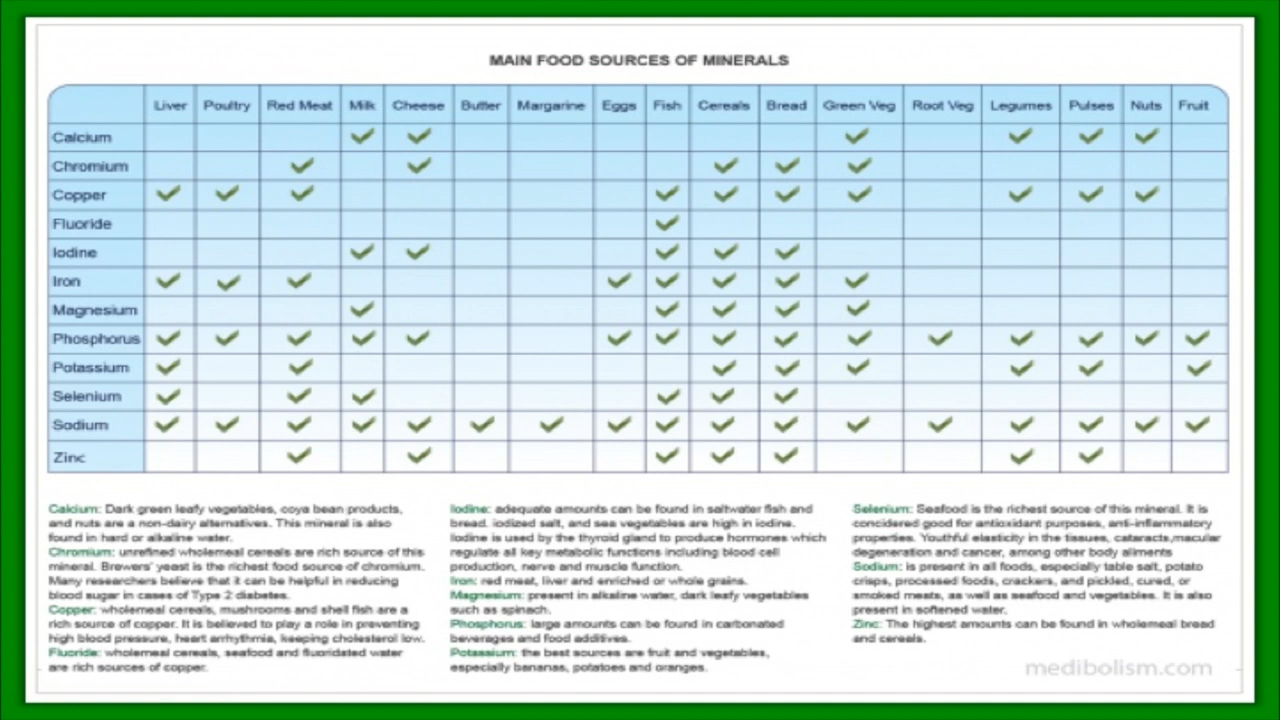 MAIN FOOD SOURCES OF MINERALS
Liver Poultry Red Meat Milk Cheese Butter Margarine Eggs Fish Cereals Bread Green Veg Root Veg Legumes Pulses Nuts Fruit
Calcium
Chromium
Copper
Fluoride
Iodine
Iron
Magnesium
Phosphorus
Potassium
Selenium
Sodium
Zinc
Calcium: Dark green leafy vegetables, coya bean products,
and nuts are a non-dairy alternatives. This mineral is also
found in hard or alkaline water.
Chromium: unrefined wholemeal cereals are rich source of this
mineral. Brewers' yeast is the richest food source of chromium.
Many researchers believe that it can be helpful in reducing
blood sugar in cases of Type 2 diabetes.
Copper: wholemeal cereals, mushrooms and shell fish are a
rich source of copper. It is believed to play a role in preventing
high blood pressure, heart arrhythmia, keeping cholesterol low.
Fluoride: wholemeal cereals, seafood and fluoridated water
are rich sources of copper.
Iodine: adequate amounts can be found in saltwater fish and
bread. iodized salt, and sea vegetables are high in iodine.
Iodine is used by the thyroid gland to produce hormones which
regulate all key metabolic functions including blood cell
production, nerve and muscle function.
Iron: red meat, liver and enriched or whole grains.
Magnesium: present in alkaline water, dark leafy vegetables
such as spinach.
Phosphorus: large amounts can be found in carbonated
beverages and food additives.
Potassium: the best sources are fruit and vegetables,
especially bananas, potatoes and oranges.
Selenium: Seafood is the richest source of this mineral. It is
concidered good for antioxidant purposes, anti-inflammatory
properties. Youthful elasticity in the tissues, cataracts,macular
degeneration and cancer, among other body aliments
Sodium: is present in all foods, especially table salt, potato
crisps, processed foods, crackers, and pickled, cured, or
smoked meats, as well as seafood and vegetables. It is also
present in softened water.
Zinc: The highest amounts can be found in wholemeal bread
and cereals.
medibolism.com